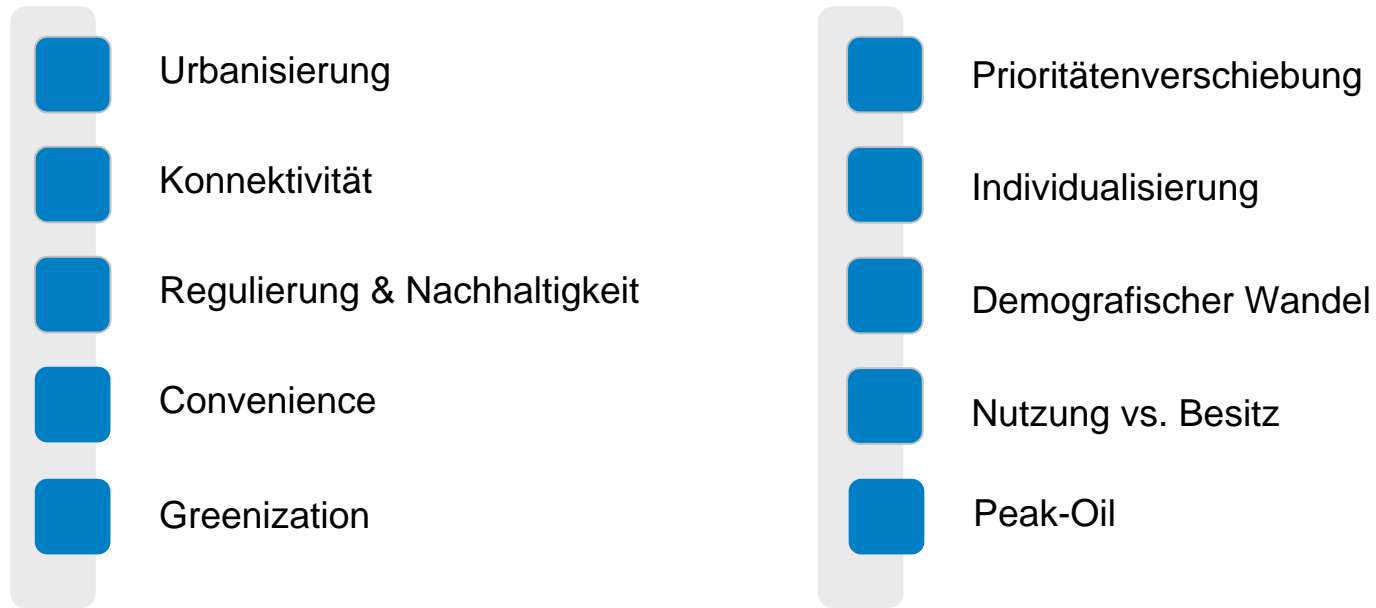 Urbanisierung
Konnektivität
Regulierung & Nachhaltigkeit
Convenience
Greenization
Prioritätenverschiebung
Individualisierung
Demografischer Wandel
Nutzung vs. Besitz
Peak-Oil